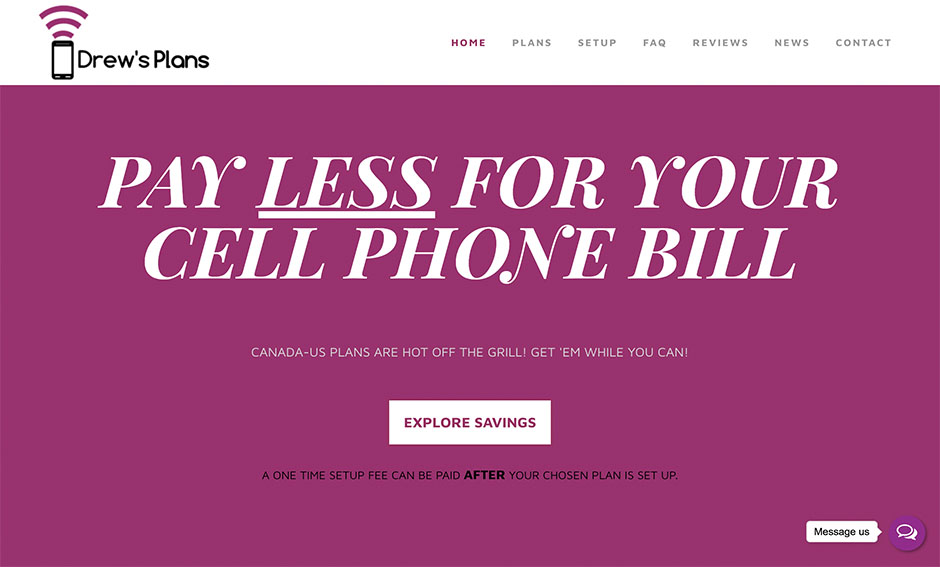 Drew's Plans
HOME PLANS SETUP FAQ REVIEWS NEWS CONTACT
PAY LESS FOR YOUR
CELL PHONE BILL
CANADA-US PLANS ARE HOT OFF THE GRILL! GET 'EM WHILE YOU CAN!
EXPLORE SAVINGS
A ONE TIME SETUP FEE CAN BE PAID AFTER YOUR CHOSEN PLAN IS SET UP.
Message us